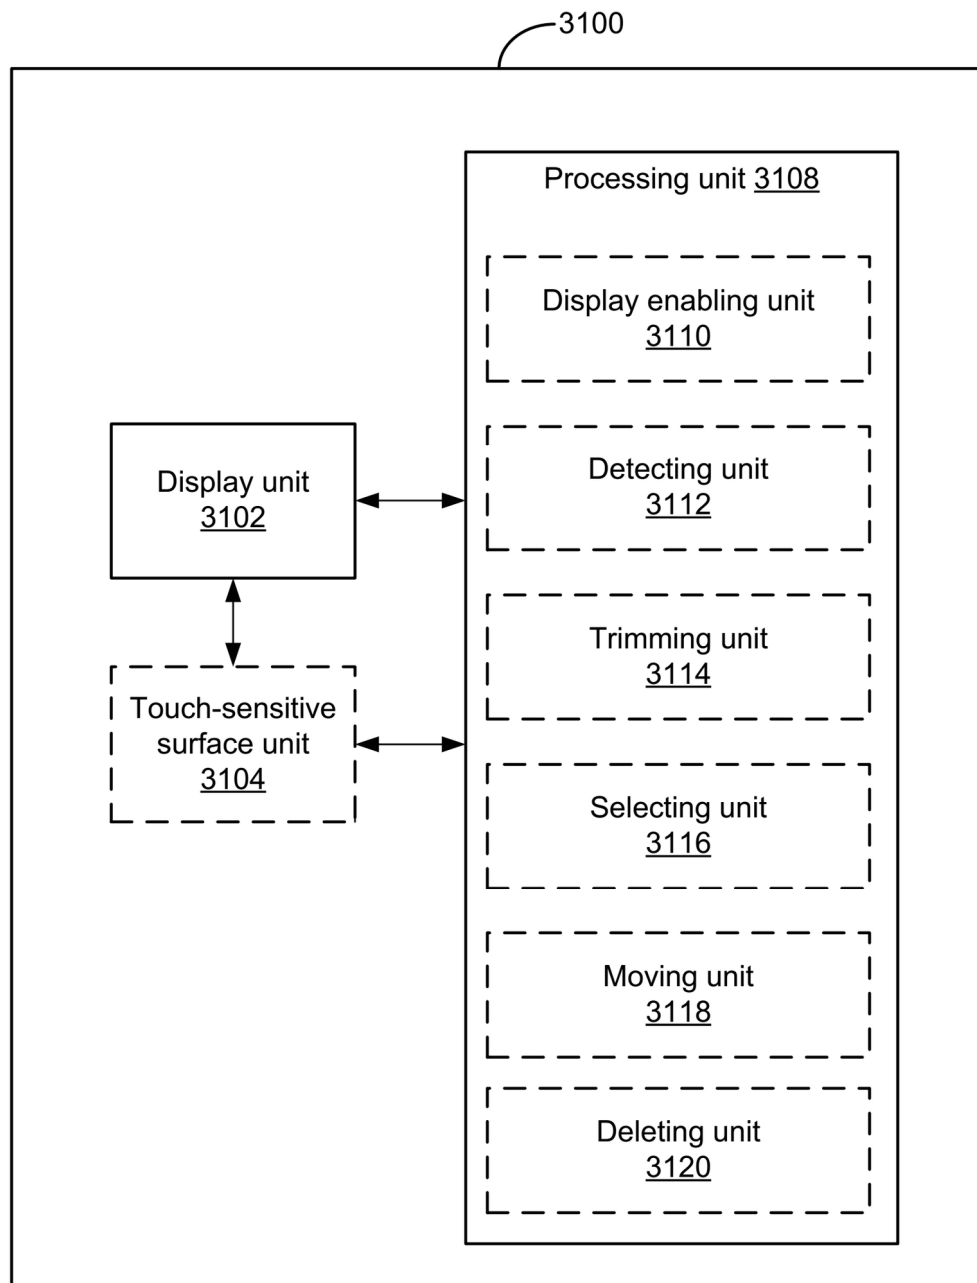 3100
Processing unit 3108
Display enabling unit
3110
Display unit
3102
Detecting unit
3112
Trimming unit
3114
Touch-sensitive
surface unit
3104
Selecting unit
3116
Moving unit
3118
Deleting unit
3120